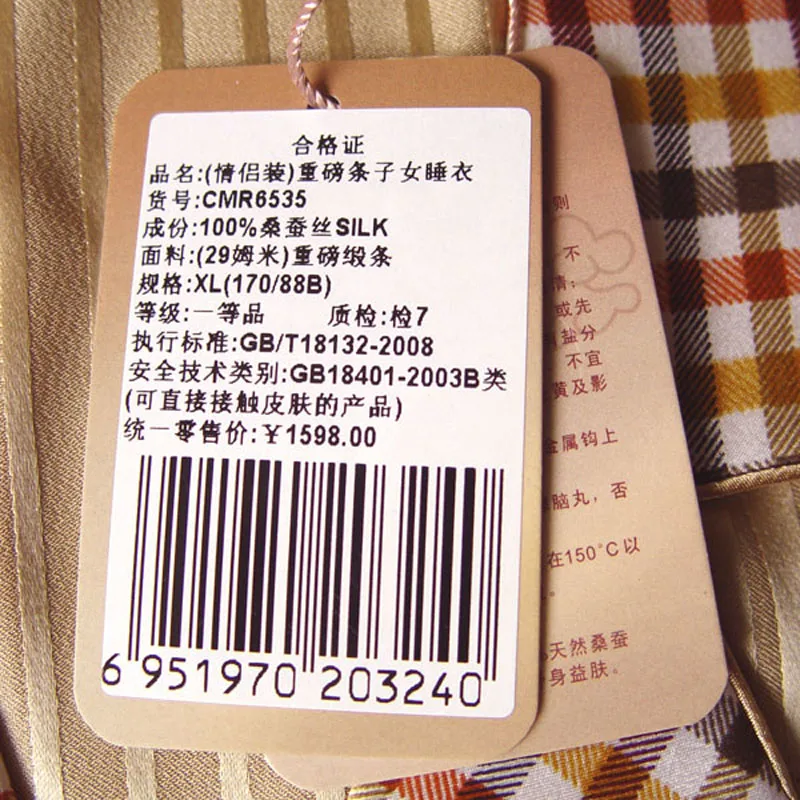 合格证
品名:(情侣装)重磅条子女睡衣
货号:CMR6535
成份:100%桑蚕丝SILK
面料:(29姆米)重磅缎条
规格:XL(170/88B)
等级:一等品 质检:检7
执行标准:GB/T18132-2008
安全技术类别:GB18401-2003B类
(可直接接触皮肤的产品)
统一零售价:¥1598.00
6 951970 203240
则
不
情；
或先
盐分
不宜
黄及影
金属钩上
脑丸，否
在150°C以
。
天然桑蚕
身益肤。